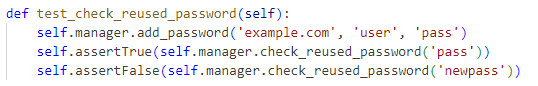 def test_check_reused_password(self):
    self.manager.add_password('example.com', 'user', 'pass')
    self.assertTrue(self.manager.check_reused_password('pass'))
    self.assertFalse(self.manager.check_reused_password('newpass'))